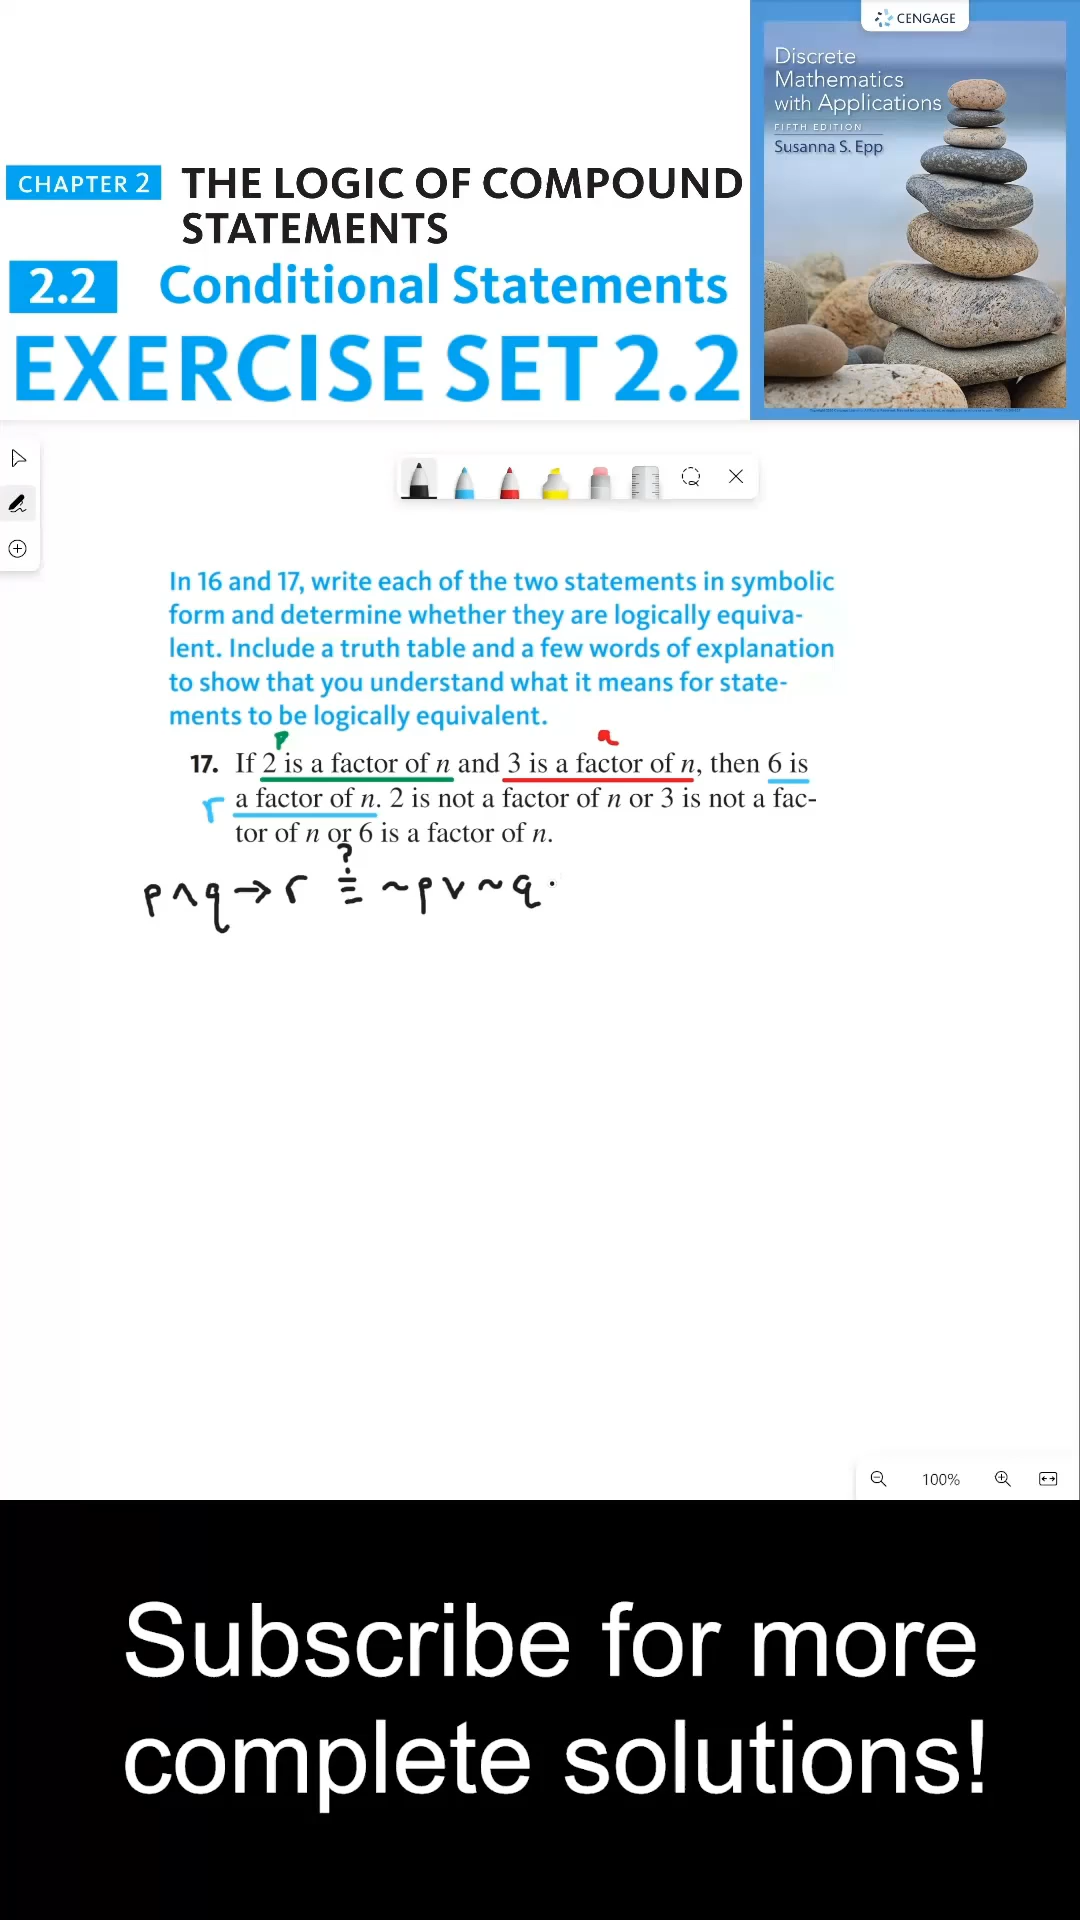 CENGAGE
Discrete
Mathematics
with Applications
FIFTH EDITION
Susanna S. Epp
CHAPTER 2 THE LOGIC OF COMPOUND
STATEMENTS
2.2 Conditional Statements
EXERCISE SET 2.2
In 16 and 17, write each of the two statements in symbolic
form and determine whether they are logically equiva-
lent. Include a truth table and a few words of explanation
to show that you understand what it means for state-
ments to be logically equivalent.
p q
17. If 2 is a factor of n and 3 is a factor of n, then 6 is
r a factor of n. 2 is not a factor of n or 3 is not a fac-
tor of n or 6 is a factor of n.
?
p ∧ q → r ≡ ~p ∨ ~q
100%
Subscribe for more
complete solutions!